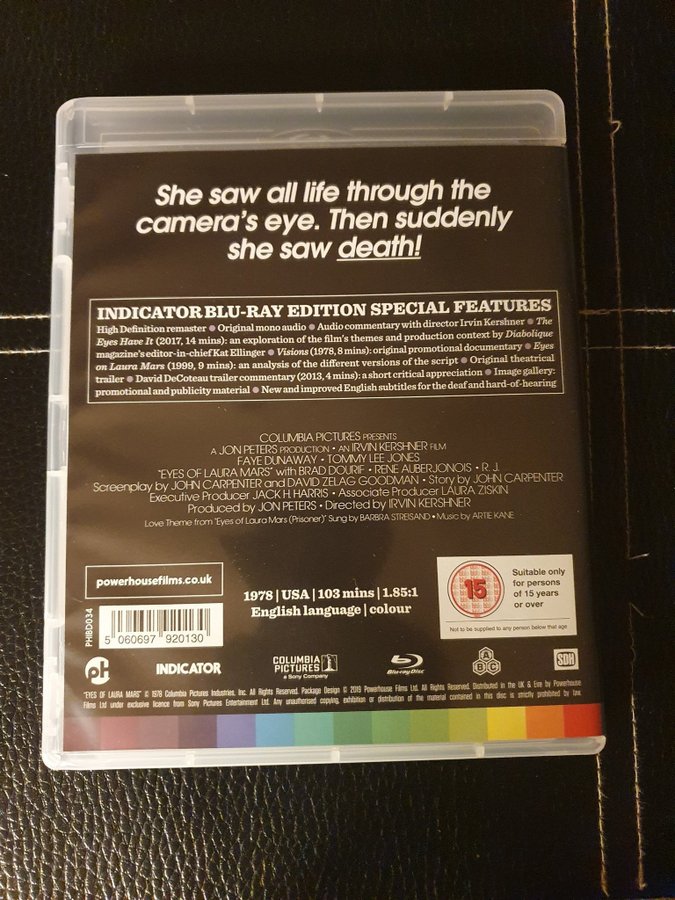 She saw all life through the
camera's eye. Then suddenly
she saw death!
INDICATOR BLU-RAY EDITION SPECIAL FEATURES
High Definition remaster ● Original mono audio ● Audio commentary with director Irvin Kershner ● The
Eyes Have It (2017, 14 mins): an exploration of the film's themes and production context by Diabolique
magazine's editor-in-chief Kat Ellinger ● Visions (1978, 8 mins): original promotional documentary ● Eyes
on Laura Mars (1999, 9 mins): an analysis of the different versions of the script ● Original theatrical
trailer ● David DeCoteau trailer commentary (2013, 4 mins): a short critical appreciation ● Image gallery:
promotional and publicity material ● New and improved English subtitles for the deaf and hard-of-hearing
COLUMBIA PICTURES PRESENTS
A JON PETERS PRODUCTION • AN IRVIN KERSHNER FILM
FAYE DUNAWAY • TOMMY LEE JONES
"EYES OF LAURA MARS" with BRAD DOURIF • RENE AUBERJONOIS • R. J.
Screenplay by JOHN CARPENTER and DAVID ZELAG GOODMAN • Story by JOHN CARPENTER
Executive Producer JACK H. HARRIS • Associate Producer LAURA ZISKIN
Produced by JON PETERS • Directed by IRVIN KERSHNER
Love Theme from "Eyes of Laura Mars (Prisoner)" Sung by BARBRA STREISAND • Music by ARTIE KANE
powerhousefilms.co.uk
PHIBD034
5 060697 920130
1978 | USA | 103 mins | 1.85:1
English language | colour
15
Suitable only
for persons
of 15 years
or over
Not to be supplied to any person below that age
ph
INDICATOR
COLUMBIA
PICTURES
a Sony Company
Blu-ray Disc
A
B C
SDH
"EYES OF LAURA MARS" © 1978 Columbia Pictures Industries, Inc. All Rights Reserved. Package Design © 2019 Powerhouse Films Ltd. All Rights Reserved. Distributed in the UK & Eire by Powerhouse
Films Ltd under exclusive licence from Sony Pictures Entertainment Ltd. Any unauthorised copying, exhibition or distribution of the material contained in this disc is strictly prohibited by law.